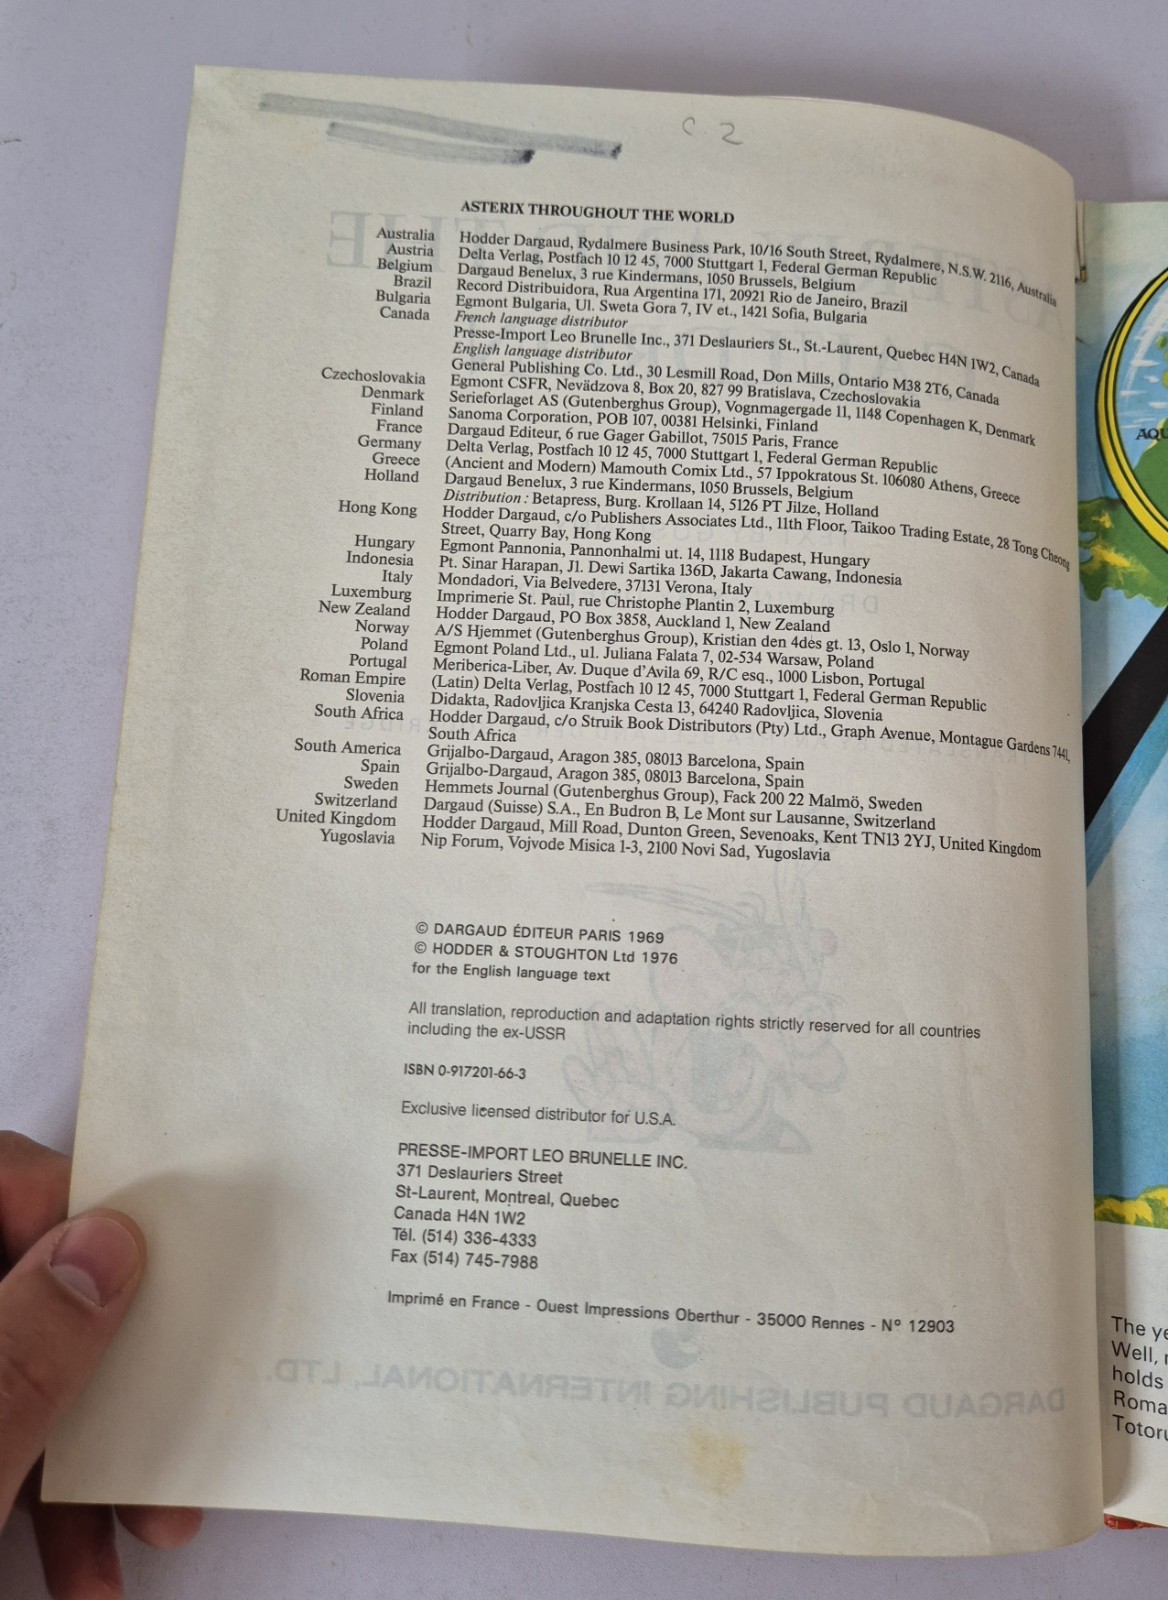 C 2
ASTERIX THROUGHOUT THE WORLD
Australia Hodder Dargaud, Rydalmere Business Park, 10/16 South Street, Rydalmere, N.S.W. 2116, Australia
Austria Delta Verlag, Postfach 10 12 45, 7000 Stuttgart 1, Federal German Republic
Belgium Dargaud Benelux, 3 rue Kindermans, 1050 Brussels, Belgium
Brazil Record Distribuidora, Rua Argentina 171, 20921 Rio de Janeiro, Brazil
Bulgaria Egmont Bulgaria, Ul. Sweta Gora 7, IV et., 1421 Sofia, Bulgaria
Canada French language distributor
Presse-Import Leo Brunelle Inc., 371 Deslauriers St., St.-Laurent, Quebec H4N 1W2, Canada
English language distributor
General Publishing Co. Ltd., 30 Lesmill Road, Don Mills, Ontario M38 2T6, Canada
Czechoslovakia Egmont CSFR, Nevädzova 8, Box 20, 827 99 Bratislava, Czechoslovakia
Denmark Serieforlaget AS (Gutenberghus Group), Vognmagergade 11, 1148 Copenhagen K, Denmark
Finland Sanoma Corporation, POB 107, 00381 Helsinki, Finland
France Dargaud Editeur, 6 rue Gager Gabillot, 75015 Paris, France
Germany Delta Verlag, Postfach 10 12 45, 7000 Stuttgart 1, Federal German Republic
Greece (Ancient and Modern) Mamouth Comix Ltd., 57 Ippokratous St. 106080 Athens, Greece
Holland Dargaud Benelux, 3 rue Kindermans, 1050 Brussels, Belgium
Distribution : Betapress, Burg. Krollaan 14, 5126 PT Jilze, Holland
Hong Kong Hodder Dargaud, c/o Publishers Associates Ltd., 11th Floor, Taikoo Trading Estate, 28 Tong Cheong
Street, Quarry Bay, Hong Kong
Hungary Egmont Pannonia, Pannonhalmi ut. 14, 1118 Budapest, Hungary
Indonesia Pt. Sinar Harapan, Jl. Dewi Sartika 136D, Jakarta Cawang, Indonesia
Italy Mondadori, Via Belvedere, 37131 Verona, Italy
Luxemburg Imprimerie St. Paul, rue Christophe Plantin 2, Luxemburg
New Zealand Hodder Dargaud, PO Box 3858, Auckland 1, New Zealand
Norway A/S Hjemmet (Gutenberghus Group), Kristian den 4dès gt. 13, Oslo 1, Norway
Poland Egmont Poland Ltd., ul. Juliana Falata 7, 02-534 Warsaw, Poland
Portugal Meriberica-Liber, Av. Duque d'Avila 69, R/C esq., 1000 Lisbon, Portugal
Roman Empire (Latin) Delta Verlag, Postfach 10 12 45, 7000 Stuttgart 1, Federal German Republic
Slovenia Didakta, Radovljica Kranjska Cesta 13, 64240 Radovljica, Slovenia
South Africa Hodder Dargaud, c/o Struik Book Distributors (Pty) Ltd., Graph Avenue, Montague Gardens 7441,
South Africa
South America Grijalbo-Dargaud, Aragon 385, 08013 Barcelona, Spain
Spain Grijalbo-Dargaud, Aragon 385, 08013 Barcelona, Spain
Sweden Hemmets Journal (Gutenberghus Group), Fack 200 22 Malmö, Sweden
Switzerland Dargaud (Suisse) S.A., En Budron B, Le Mont sur Lausanne, Switzerland
United Kingdom Hodder Dargaud, Mill Road, Dunton Green, Sevenoaks, Kent TN13 2YJ, United Kingdom
Yugoslavia Nip Forum, Vojvode Misica 1-3, 2100 Novi Sad, Yugoslavia
© DARGAUD ÉDITEUR PARIS 1969
© HODDER & STOUGHTON Ltd 1976
for the English language text
All translation, reproduction and adaptation rights strictly reserved for all countries
including the ex-USSR
ISBN 0-917201-66-3
Exclusive licensed distributor for U.S.A.
PRESSE-IMPORT LEO BRUNELLE INC.
371 Deslauriers Street
St-Laurent, Montreal, Quebec
Canada H4N 1W2
Tél. (514) 336-4333
Fax (514) 745-7988
Imprimé en France - Ouest Impressions Oberthur - 35000 Rennes - N° 12903
DARGAUD PUBLISHING INTERNATIONAL, LTD.
AQU
The ye
Well,
holds
Roma
Totoru